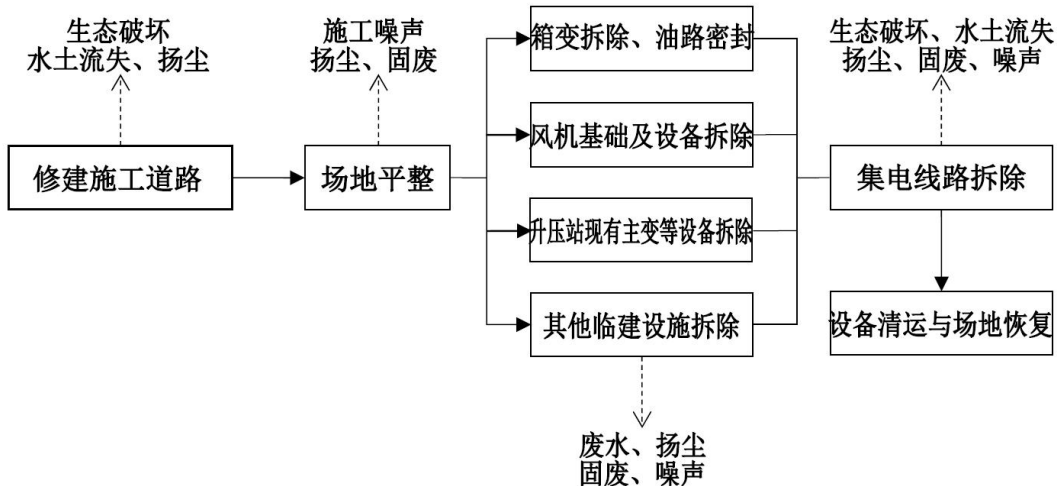 生态破坏
水土流失、扬尘
施工噪声
扬尘、固废
箱变拆除、油路密封
生态破坏、水土流失
扬尘、固废、噪声
修建施工道路
场地平整
风机基础及设备拆除
集电线路拆除
升压站现有主变等设备拆除
其他临建设施拆除
设备清运与场地恢复
废水、扬尘
固废、噪声